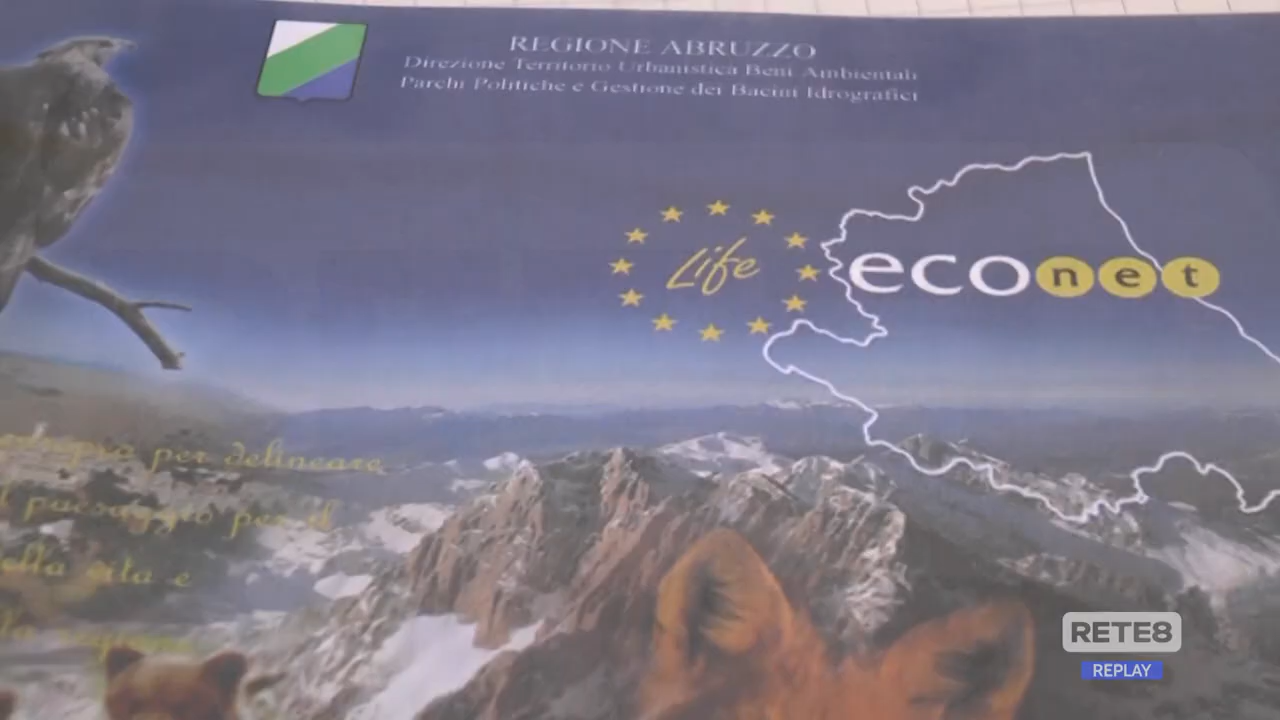 REGIONE ABRUZZO
Direzione Territorio Urbanistica Beni Ambientali
Parchi Politiche e Gestione dei Bacini Idrografici
Life
econet
per delineare
paesaggio per il
vita e
RETE8
REPLAY